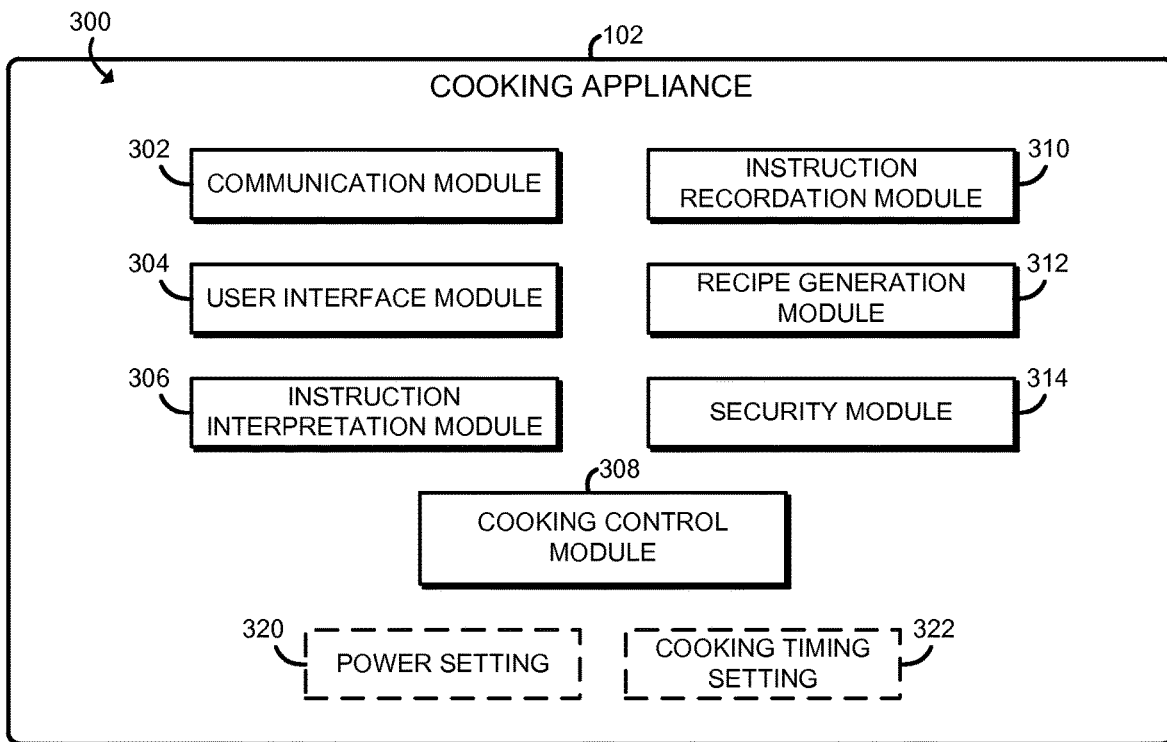 300
102
COOKING APPLIANCE
302
COMMUNICATION MODULE
INSTRUCTION
RECORDATION MODULE
310
304
USER INTERFACE MODULE
RECIPE GENERATION
MODULE
312
306
INSTRUCTION
INTERPRETATION MODULE
SECURITY MODULE
314
308
COOKING CONTROL
MODULE
320
POWER SETTING
COOKING TIMING
SETTING
322